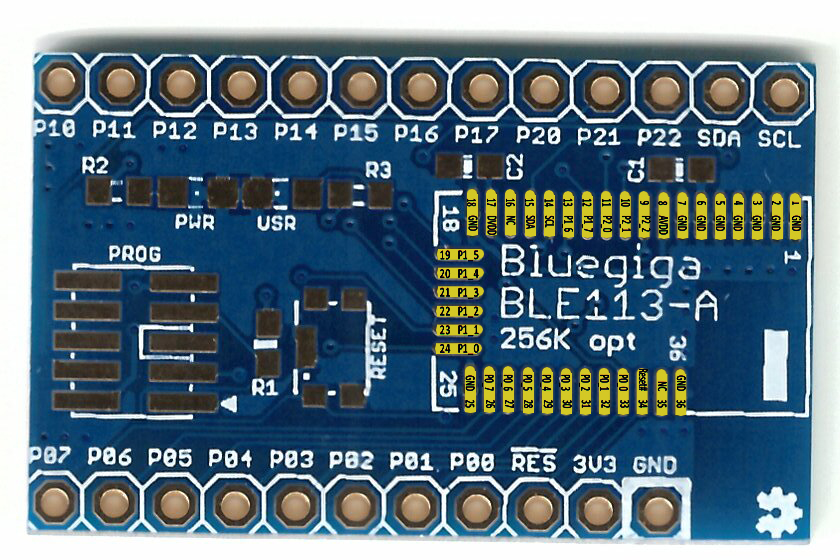 P10 P11 P12 P13 P14 P15 P16 P17 P20 P21 P22 SDA SCL
R2 R3 C2 C1
PWR USR
18 GND
17 DVDD
16 NC
15 SDA
14 SCL
13 P1_6
12 P1_7
11 P2_0
10 P2_1
9 P2_2
8 AVDD
7 GND
6 GND
5 GND
4 GND
3 GND
2 GND
1 GND
18
1
PROG
19 P1_5
20 P1_4
21 P1_3
22 P1_2
23 P1_1
24 P1_0
Bluegiga
BLE113-A
256K opt
36
RESET
R1
25
GND 25
P0_7 26
P0_6 27
P0_5 28
P0_4 29
P0_3 30
P0_2 31
P0_1 32
P0_0 33
Reset 34
NC 35
GND 36
P07 P06 P05 P04 P03 P02 P01 P00 RES 3V3 GND